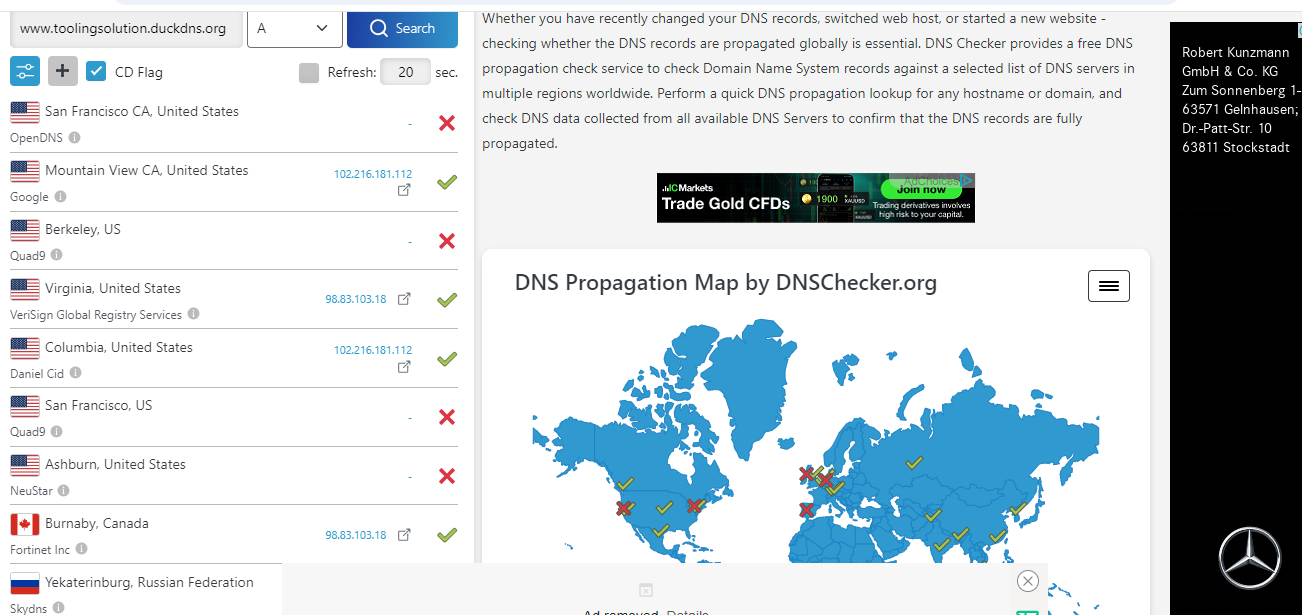 www.toolingsolution.duckdns.org
A
Search
CD Flag
Refresh:
20
sec.
San Francisco CA, United States
OpenDNS
-
Mountain View CA, United States
Google
102.216.181.112
Berkeley, US
Quad9
-
Virginia, United States
VeriSign Global Registry Services
98.83.103.18
Columbia, United States
Daniel Cid
102.216.181.112
San Francisco, US
Quad9
-
Ashburn, United States
NeuStar
-
Burnaby, Canada
Fortinet Inc
98.83.103.18
Yekaterinburg, Russian Federation
Skydns
Whether you have recently changed your DNS records, switched web host, or started a new website -
checking whether the DNS records are propagated globally is essential. DNS Checker provides a free DNS
propagation check service to check Domain Name System records against a selected list of DNS servers in
multiple regions worldwide. Perform a quick DNS propagation lookup for any hostname or domain, and
check DNS data collected from all available DNS Servers to confirm that the DNS records are fully
propagated.
ICMarkets
Trade Gold CFDs
1900
XAUUSD
AdChoices
Join now
Trading derivatives involves
high risk to your capital.
DNS Propagation Map by DNSChecker.org
Ad removed. Details
Robert Kunzmann
GmbH & Co. KG
Zum Sonnenberg 1-
63571 Gelnhausen;
Dr.-Patt-Str. 10
63811 Stockstadt